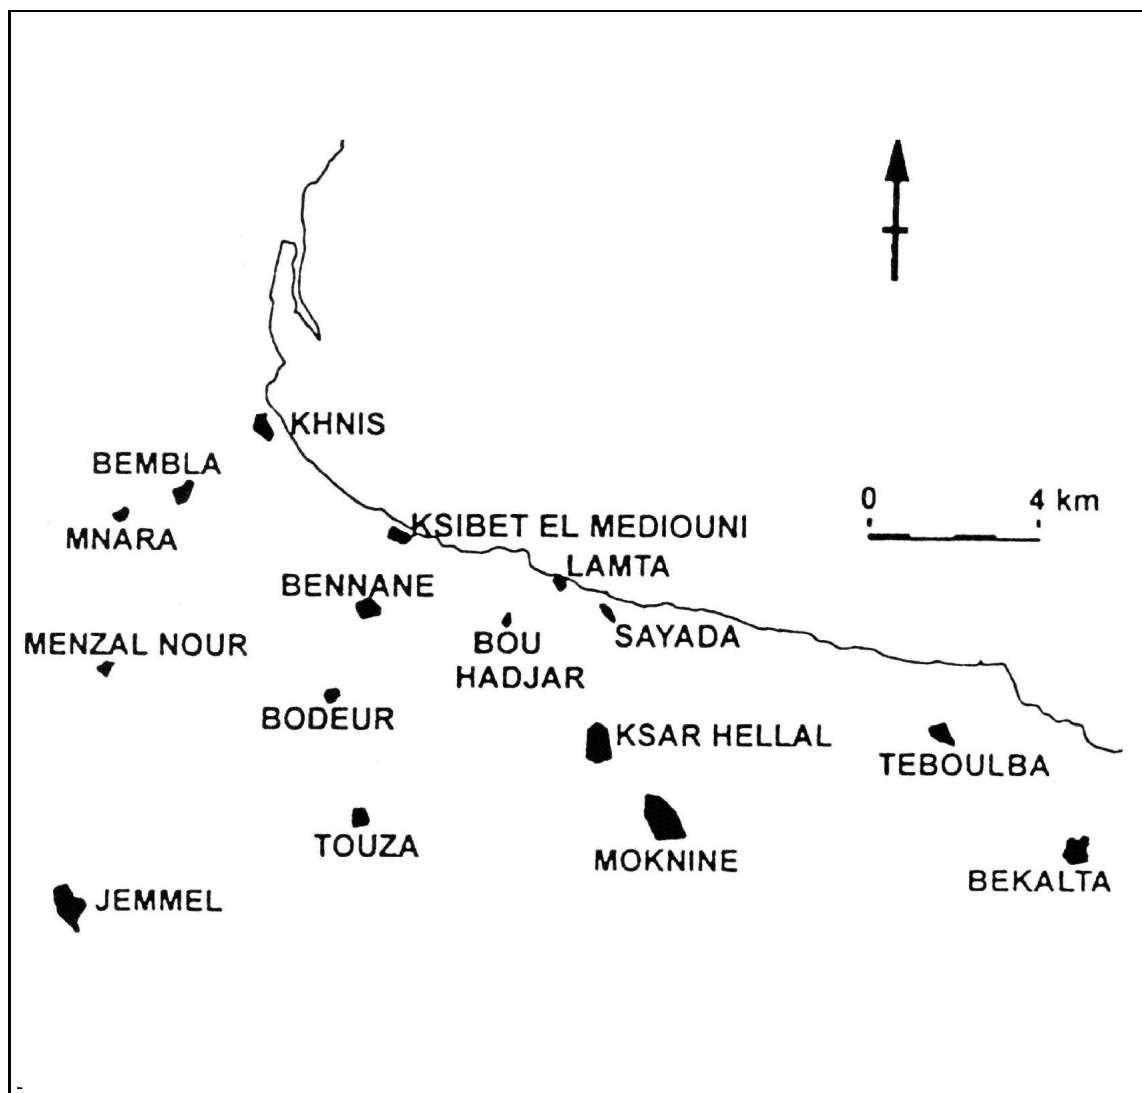 KHNIS
BEMBLA
MNARA
0 4 km
KSIBET EL MEDIOUNI
LAMTA
BENNANE
SAYADA
BOU
HADJAR
MENZAL NOUR
BODEUR
KSAR HELLAL
TEBOULBA
TOUZA
MOKNINE
BEKALTA
JEMMEL